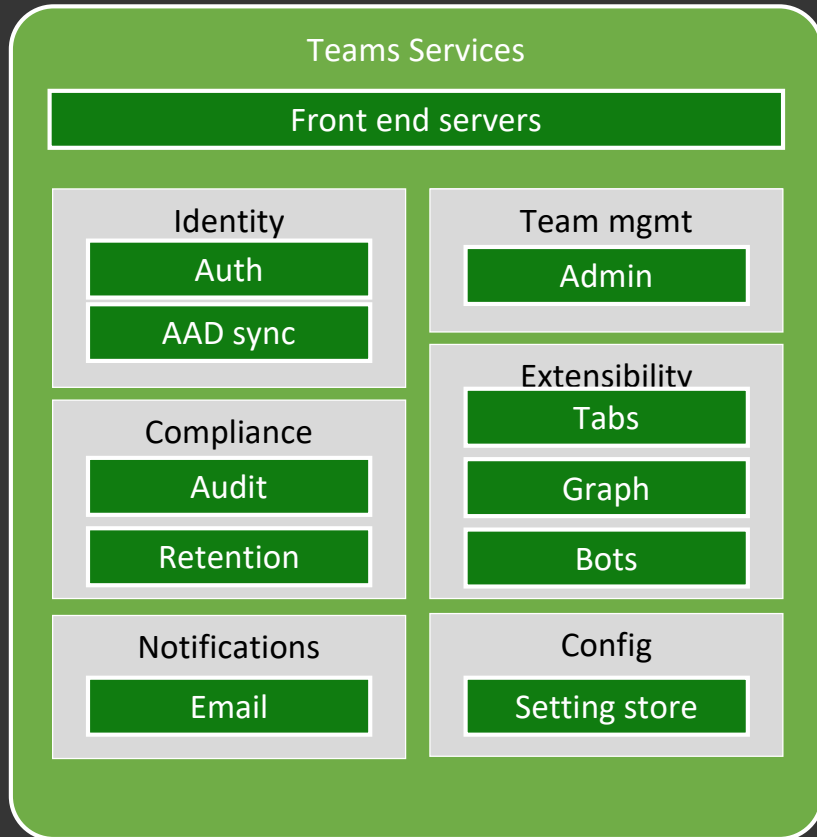 Teams Services
Front end servers
Identity
Auth
AAD sync
Compliance
Audit
Retention
Notifications
Email
Team mgmt
Admin
Extensibility
Tabs
Graph
Bots
Config
Setting store